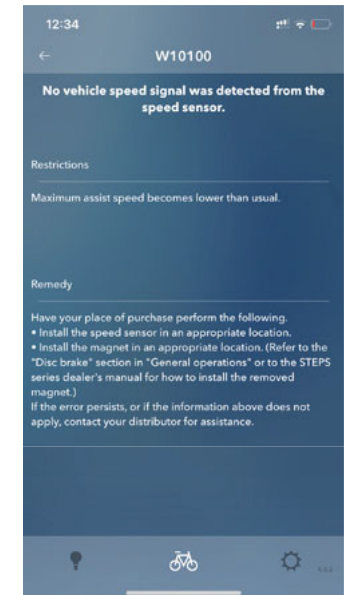 12:34
W10100
No vehicle speed signal was detected from the
speed sensor.
Restrictions
Maximum assist speed becomes lower than usual.
Remedy
Have your place of purchase perform the following.
• Install the speed sensor in an appropriate location.
• Install the magnet in an appropriate location. (Refer to the
"Disc brake" section in "General operations" or to the STEPS
series dealer's manual for how to install the removed
magnet.)
If the error persists, or if the information above does not
apply, contact your distributor for assistance.